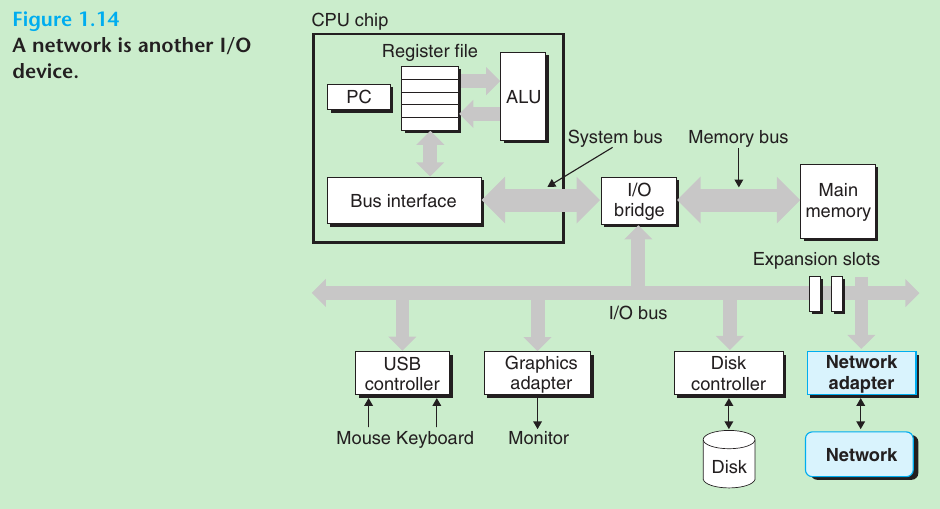 Figure 1.14
A network is another I/O
device.
CPU chip
Register file
PC
ALU
System bus
Memory bus
Bus interface
I/O
bridge
Main
memory
Expansion slots
I/O bus
USB
controller
Graphics
adapter
Disk
controller
Network
adapter
Mouse Keyboard
Monitor
Disk
Network